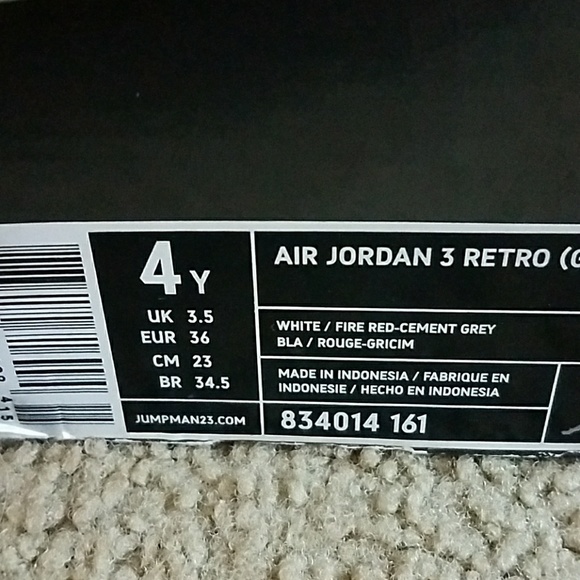 4 Y
UK 3.5
EUR 36
CM 23
BR 34.5
JUMPMAN23.COM
AIR JORDAN 3 RETRO (G
WHITE / FIRE RED-CEMENT GREY
BLA / ROUGE-GRICIM
MADE IN INDONESIA / FABRIQUE EN
INDONESIE / HECHO EN INDONESIA
834014 161